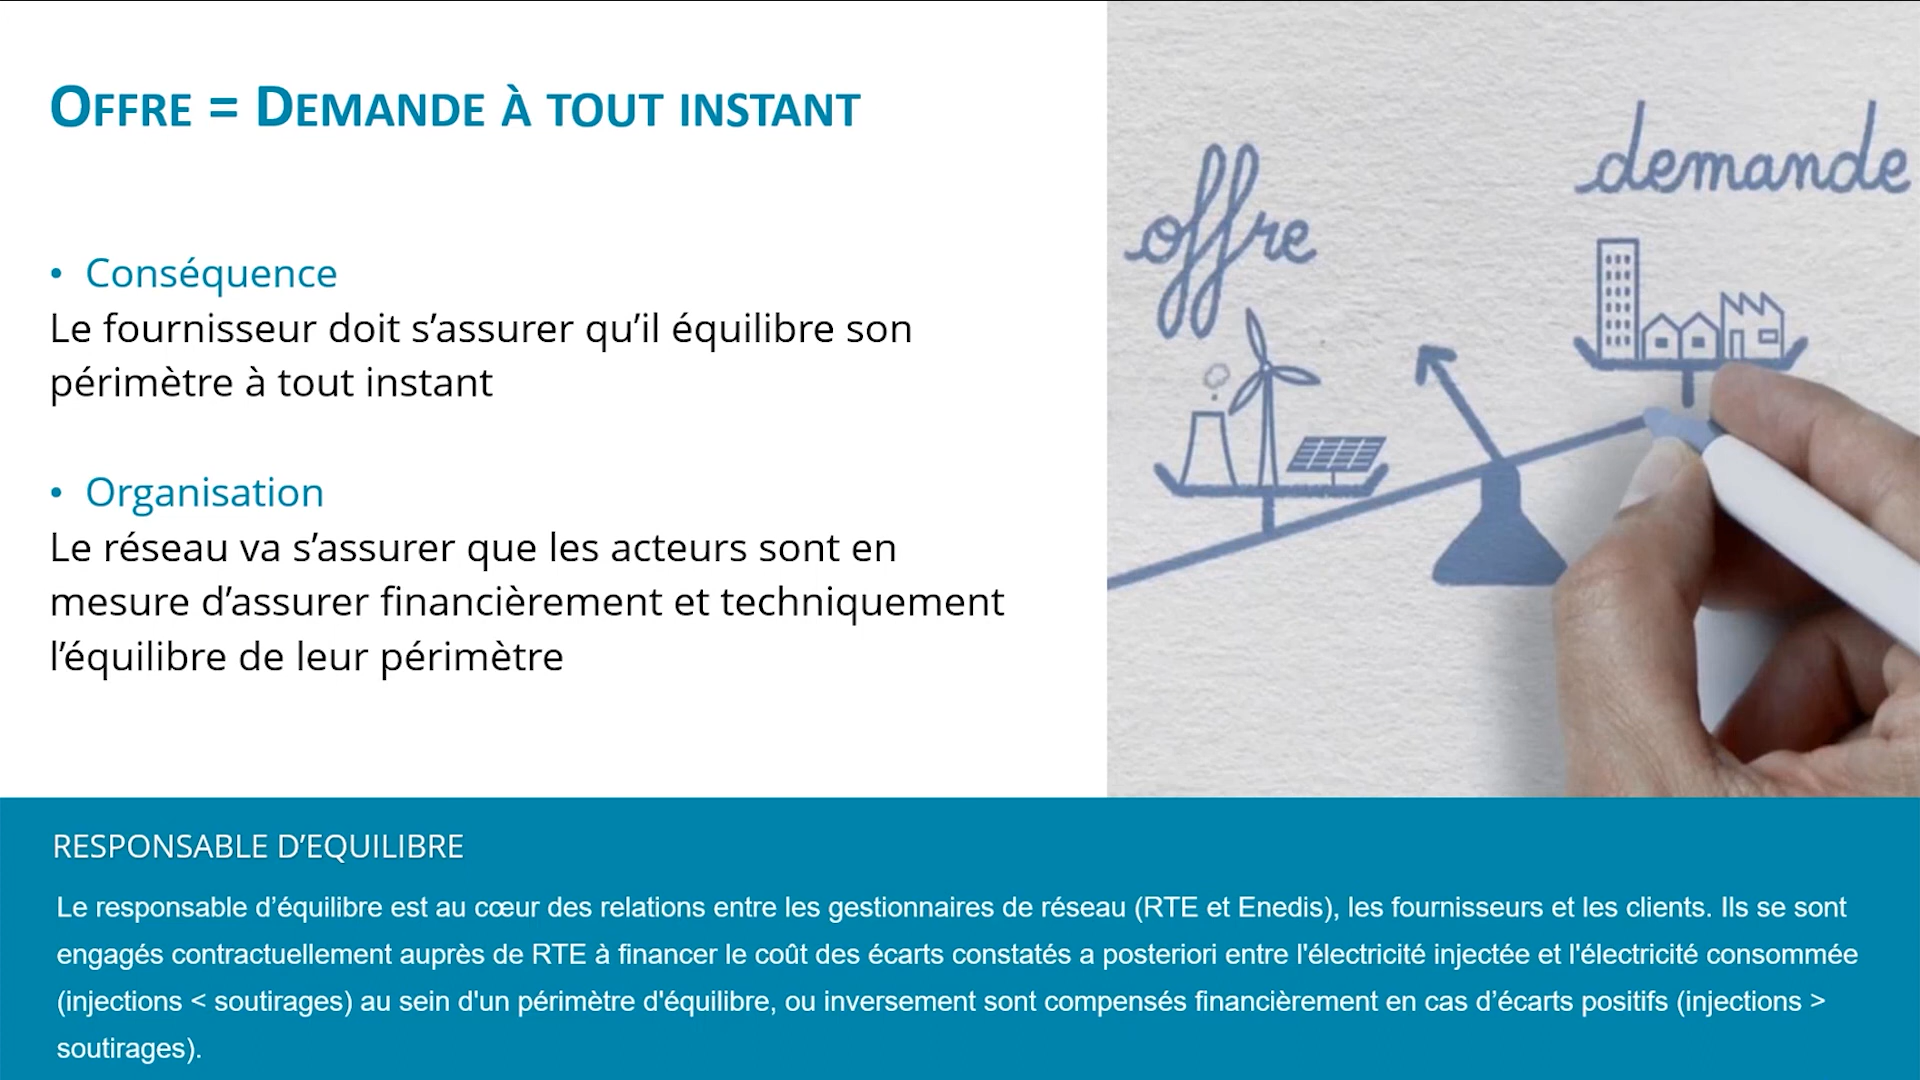 OFFRE = DEMANDE À TOUT INSTANT
• Conséquence
Le fournisseur doit s’assurer qu’il équilibre son
périmètre à tout instant
• Organisation
Le réseau va s’assurer que les acteurs sont en
mesure d’assurer financièrement et techniquement
l’équilibre de leur périmètre
offre
demande
RESPONSABLE D’EQUILIBRE
Le responsable d’équilibre est au cœur des relations entre les gestionnaires de réseau (RTE et Enedis), les fournisseurs et les clients. Ils se sont
engagés contractuellement auprès de RTE à financer le coût des écarts constatés a posteriori entre l'électricité injectée et l'électricité consommée
(injections < soutirages) au sein d'un périmètre d'équilibre, ou inversement sont compensés financièrement en cas d’écarts positifs (injections >
soutirages).